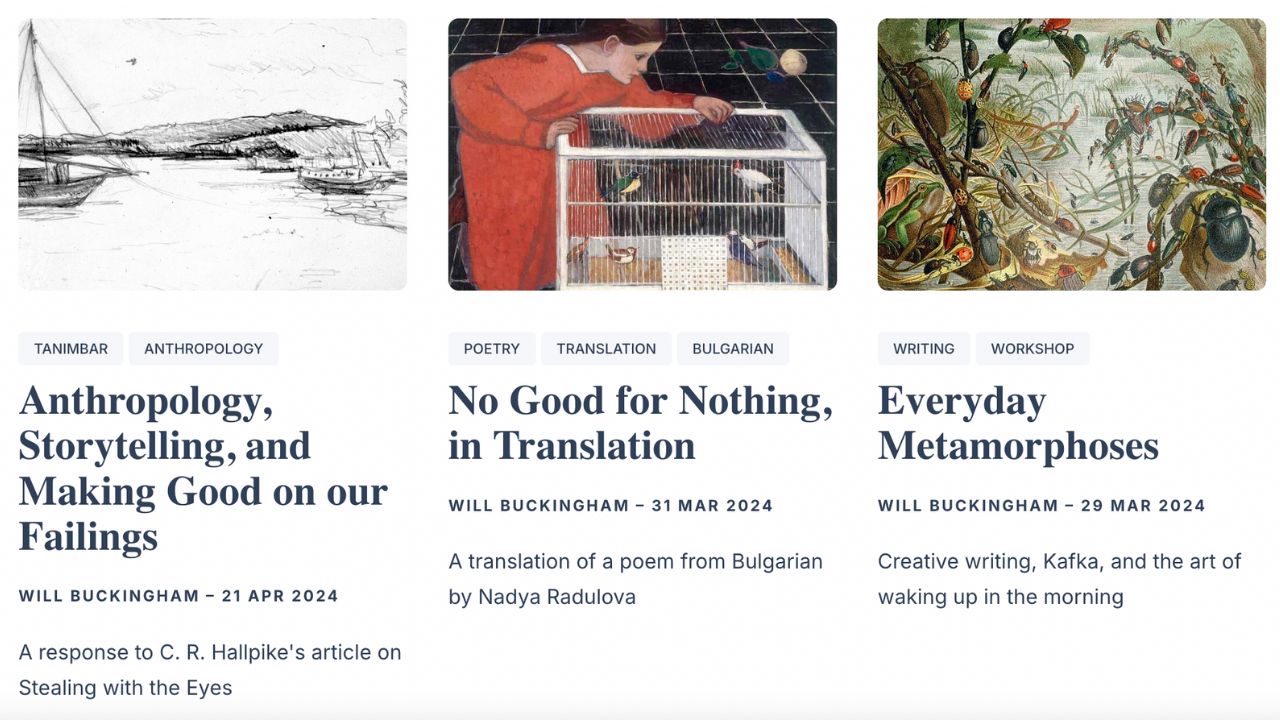 TANIMBAR
ANTHROPOLOGY
Anthropology,
Storytelling, and
Making Good on our
Failings
WILL BUCKINGHAM – 21 APR 2024
A response to C. R. Hallpike's article on
Stealing with the Eyes
POETRY
TRANSLATION
BULGARIAN
No Good for Nothing,
in Translation
WILL BUCKINGHAM – 31 MAR 2024
A translation of a poem from Bulgarian
by Nadya Radulova
WRITING
WORKSHOP
Everyday
Metamorphoses
WILL BUCKINGHAM – 29 MAR 2024
Creative writing, Kafka, and the art of
waking up in the morning